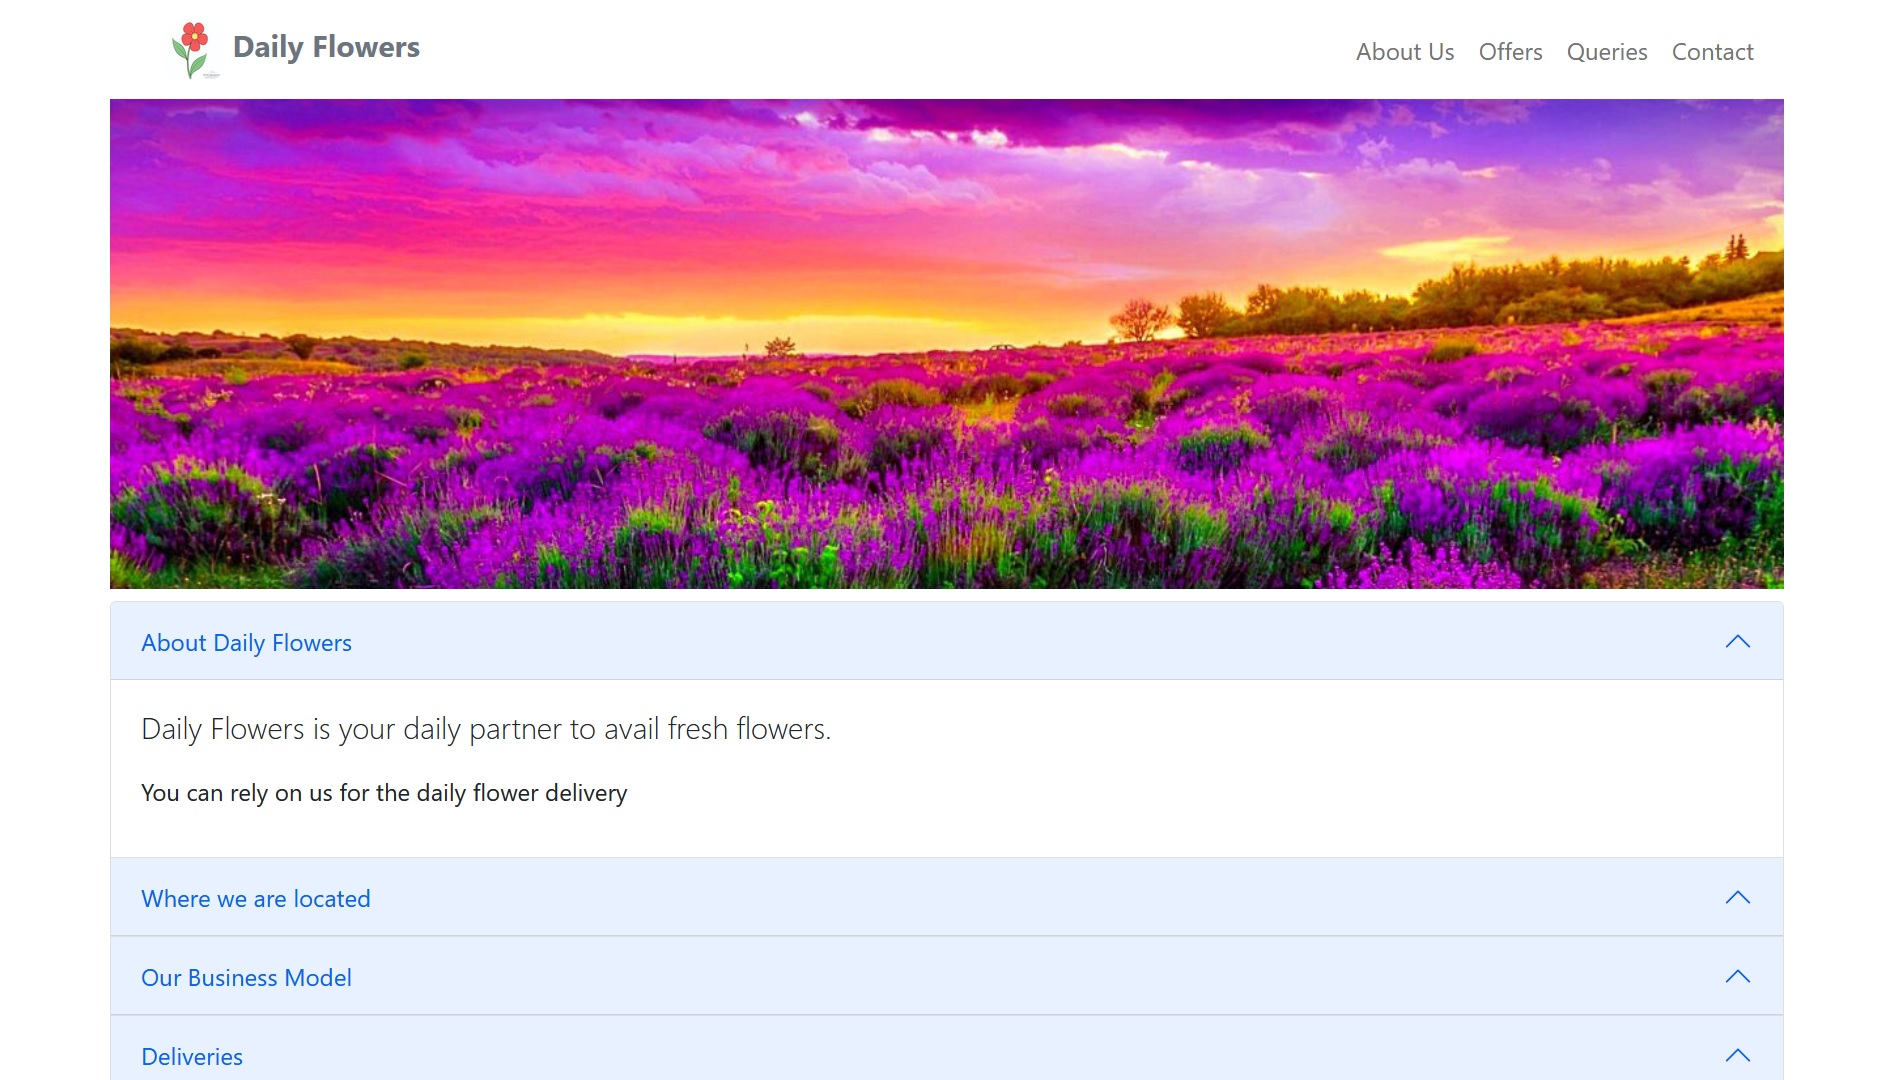 Daily Flowers
About Us Offers Queries Contact
About Daily Flowers
Daily Flowers is your daily partner to avail fresh flowers.
You can rely on us for the daily flower delivery
Where we are located
Our Business Model
Deliveries